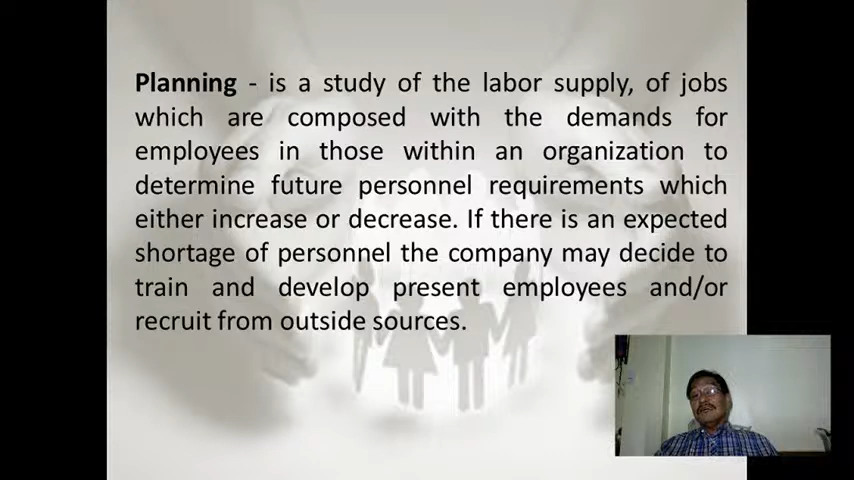 Planning - is a study of the labor supply, of jobs
which are composed with the demands for
employees in those within an organization to
determine future personnel requirements which
either increase or decrease. If there is an expected
shortage of personnel the company may decide to
train and develop present employees and/or
recruit from outside sources.